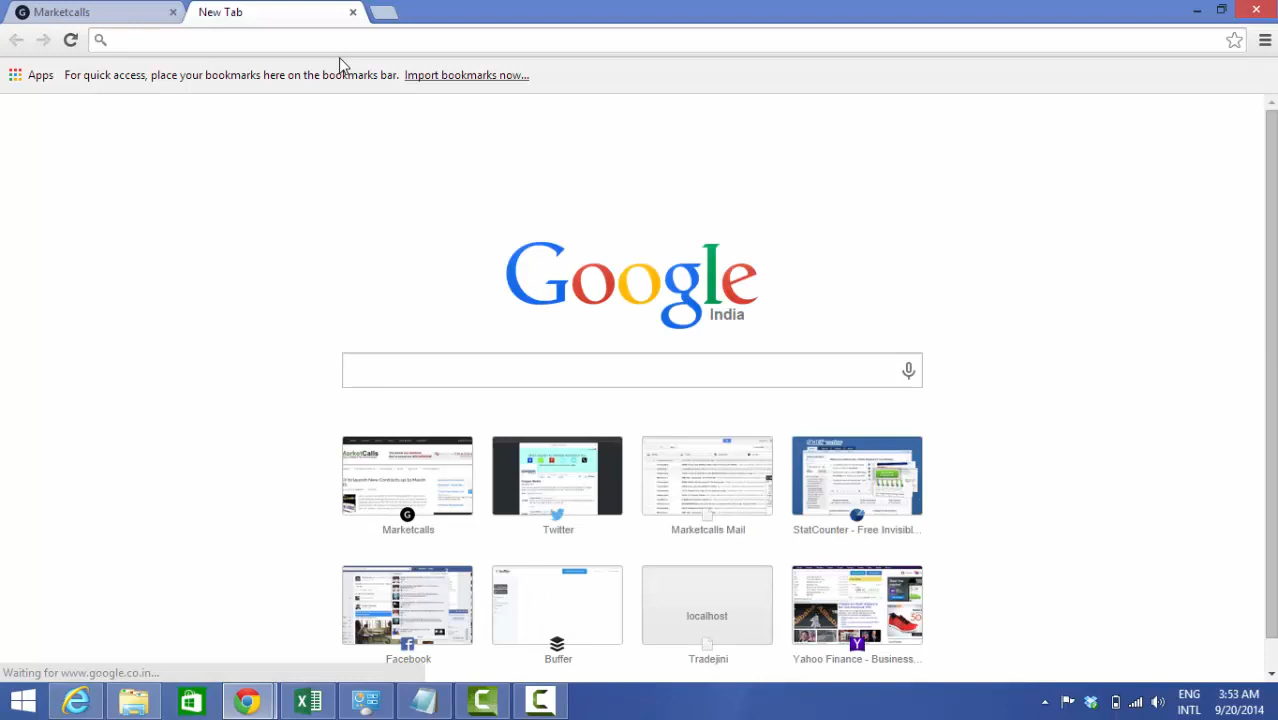 Marketcalls
New Tab
Apps For quick access, place your bookmarks here on the bookmarks bar. Import bookmarks now...
Google
India
Marketcalls
Twitter
Marketcalls Mail
StatCounter - Free Invisibl...
localhost
Facebook
Buffer
Tradejini
Yahoo Finance - Business...
Waiting for www.google.co.in...
ENG
INTL
3:53 AM
9/20/2014